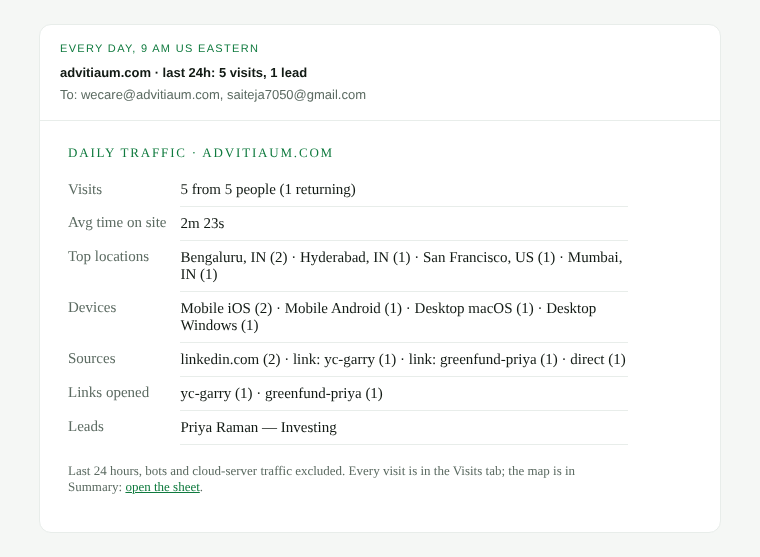 EVERY DAY, 9 AM US EASTERN
advitiaum.com · last 24h: 5 visits, 1 lead
To: wecare@advitiaum.com, saiteja7050@gmail.com
DAILY TRAFFIC · ADVITIAUM.COM
Visits 5 from 5 people (1 returning)
Avg time on site 2m 23s
Top locations Bengaluru, IN (2) · Hyderabad, IN (1) · San Francisco, US (1) · Mumbai,
IN (1)
Devices Mobile iOS (2) · Mobile Android (1) · Desktop macOS (1) · Desktop
Windows (1)
Sources linkedin.com (2) · link: yc-garry (1) · link: greenfund-priya (1) · direct (1)
Links opened yc-garry (1) · greenfund-priya (1)
Leads Priya Raman — Investing
Last 24 hours, bots and cloud-server traffic excluded. Every visit is in the Visits tab; the map is in
Summary: open the sheet.